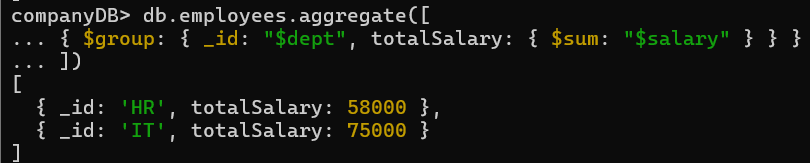 companyDB> db.employees.aggregate([
... { $group: { _id: "$dept", totalSalary: { $sum: "$salary" } } }
... ])
[
  { _id: 'HR', totalSalary: 58000 },
  { _id: 'IT', totalSalary: 75000 }
]